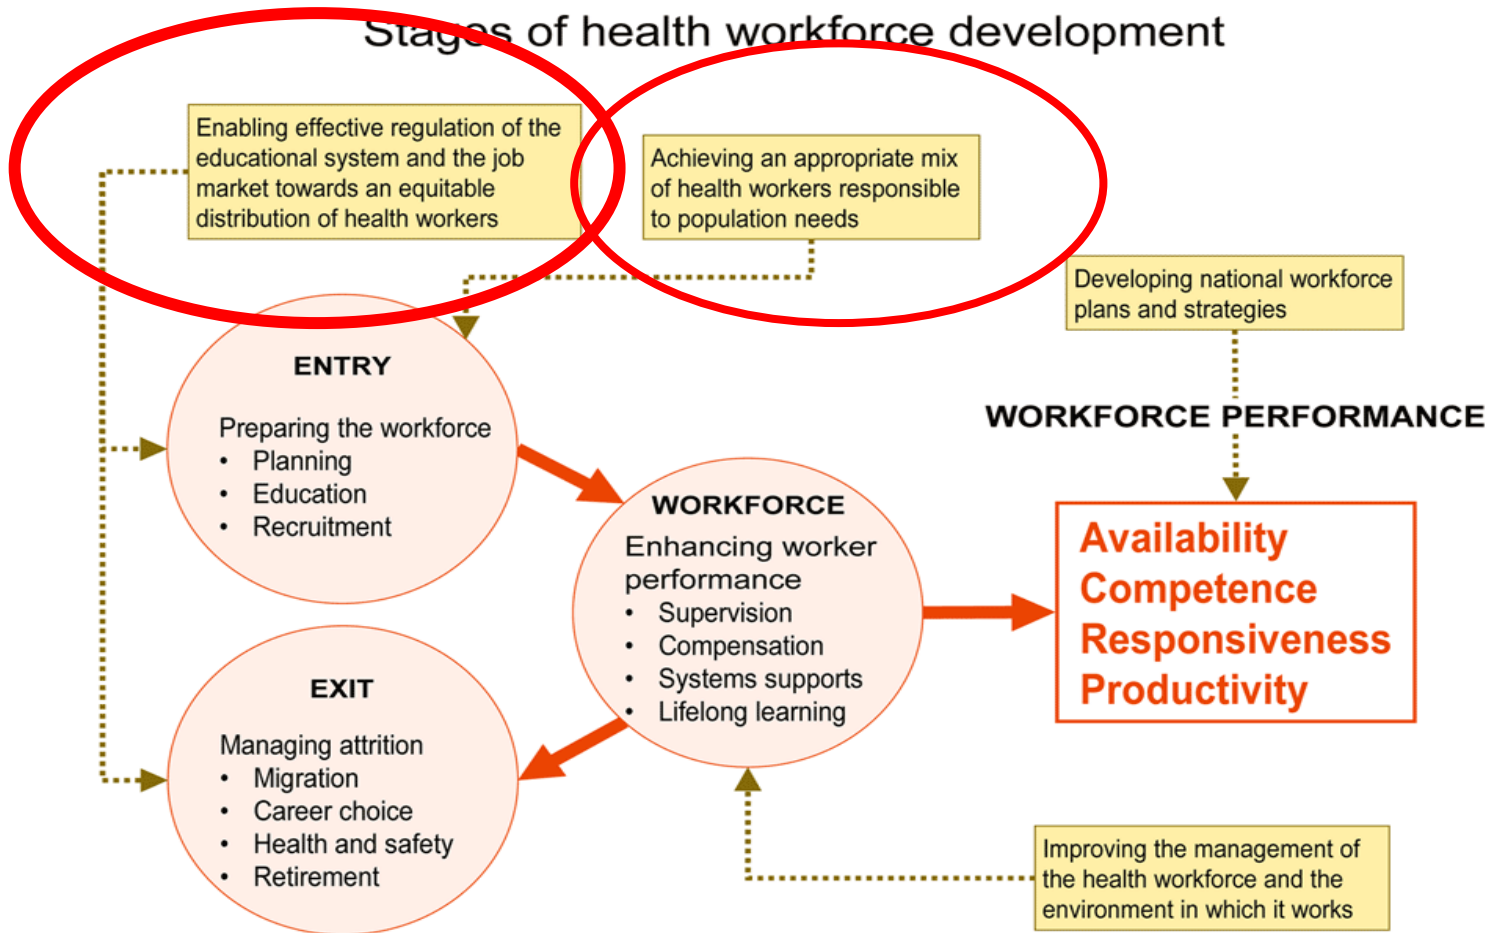 Stages of health workforce development
Enabling effective regulation of the
educational system and the job
market towards an equitable
distribution of health workers
Achieving an appropriate mix
of health workers responsible
to population needs
Developing national workforce
plans and strategies
ENTRY
Preparing the workforce
• Planning
• Education
• Recruitment
WORKFORCE PERFORMANCE
WORKFORCE
Enhancing worker
performance
• Supervision
• Compensation
• Systems supports
• Lifelong learning
Availability
Competence
Responsiveness
Productivity
EXIT
Managing attrition
• Migration
• Career choice
• Health and safety
• Retirement
Improving the management of
the health workforce and the
environment in which it works